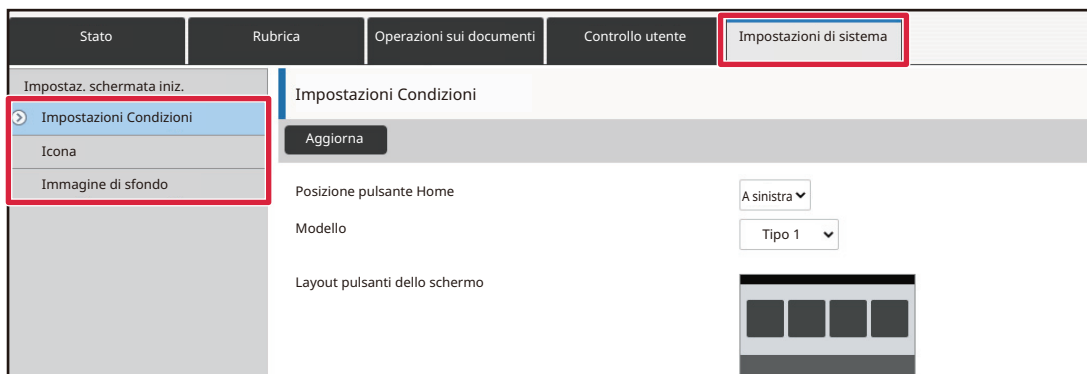 Stato
Rubrica
Operazioni sui documenti
Controllo utente
Impostazioni di sistema
Impostaz. schermata iniz.
Impostazioni Condizioni
Icona
Immagine di sfondo
Impostazioni Condizioni
Aggiorna
Posizione pulsante Home
A sinistra
Modello
Tipo 1
Layout pulsanti dello schermo